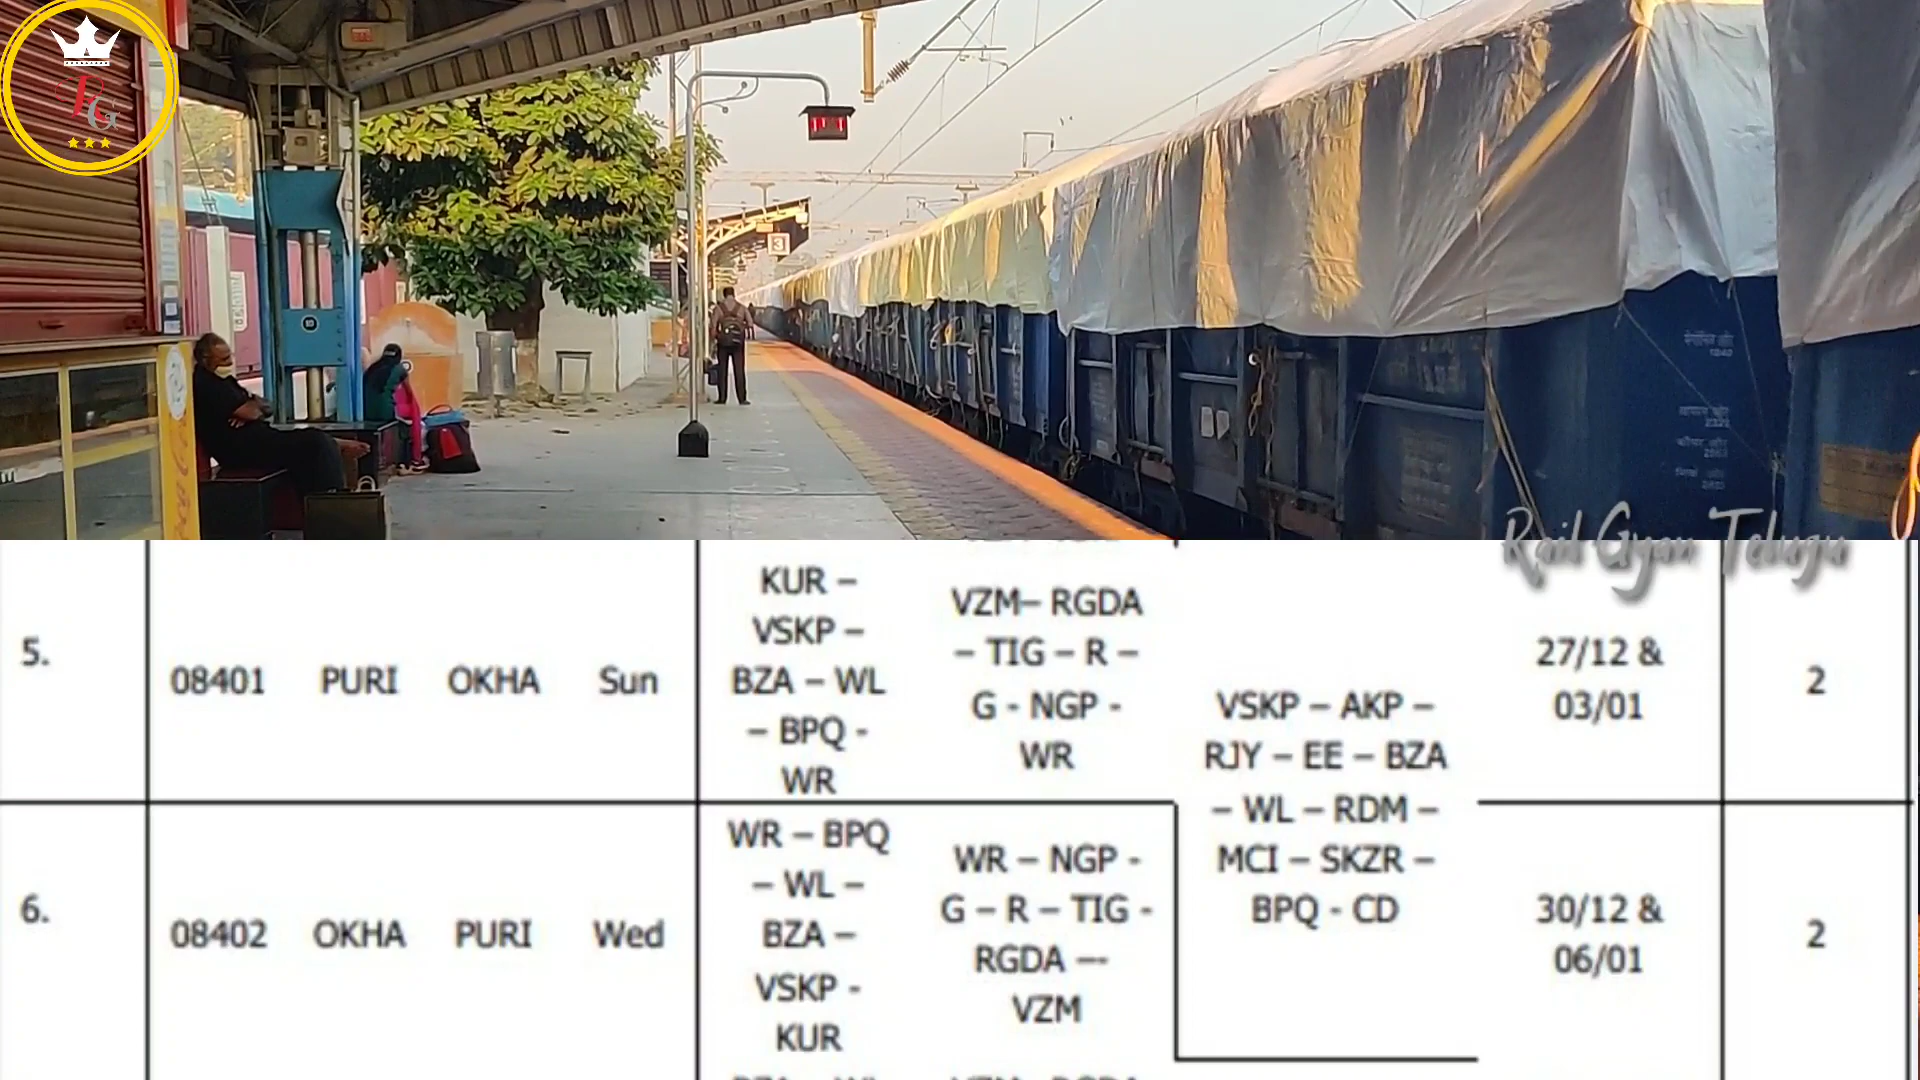 RG
3
Rail Gyan Telugu
5.
08401 PURI OKHA Sun
KUR –
VSKP –
BZA – WL
– BPQ -
WR
VZM– RGDA
– TIG – R –
G - NGP -
WR
VSKP – AKP –
RJY – EE – BZA
– WL – RDM –
MCI – SKZR –
BPQ - CD
27/12 &
03/01
2
6.
08402 OKHA PURI Wed
WR – BPQ
– WL –
BZA –
VSKP -
KUR
WR – NGP -
G – R – TIG -
RGDA –-
VZM
30/12 &
06/01
2